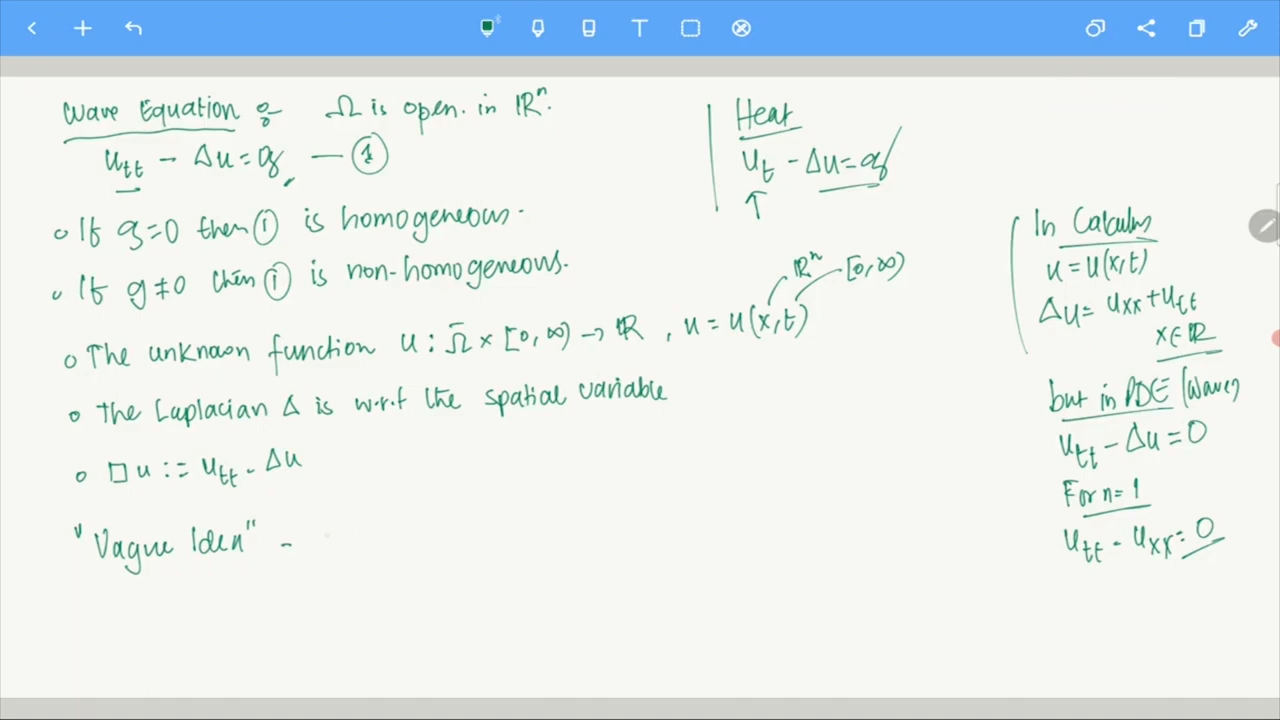 Wave Equation :- Ω is open in ℝⁿ.
u_tt - Δu = g — ①
• If g=0 then ① is homogeneous.
• If g≠0 then ① is non-homogeneous.
• The unknown function u : Ω̄ × [0,∞) → ℝ , u = u(x,t)
ℝⁿ [0,∞)
• The Laplacian Δ is w.r.t the spatial variable
• □u := u_tt - Δu
"Vague Idea" -
Heat
u_t - Δu = g
↑
In Calculus
u = u(x,t)
Δu = u_xx + u_tt
x∈ℝ
but in PDE (Wave)
u_tt - Δu = 0
For n=1
u_tt - u_xx = 0